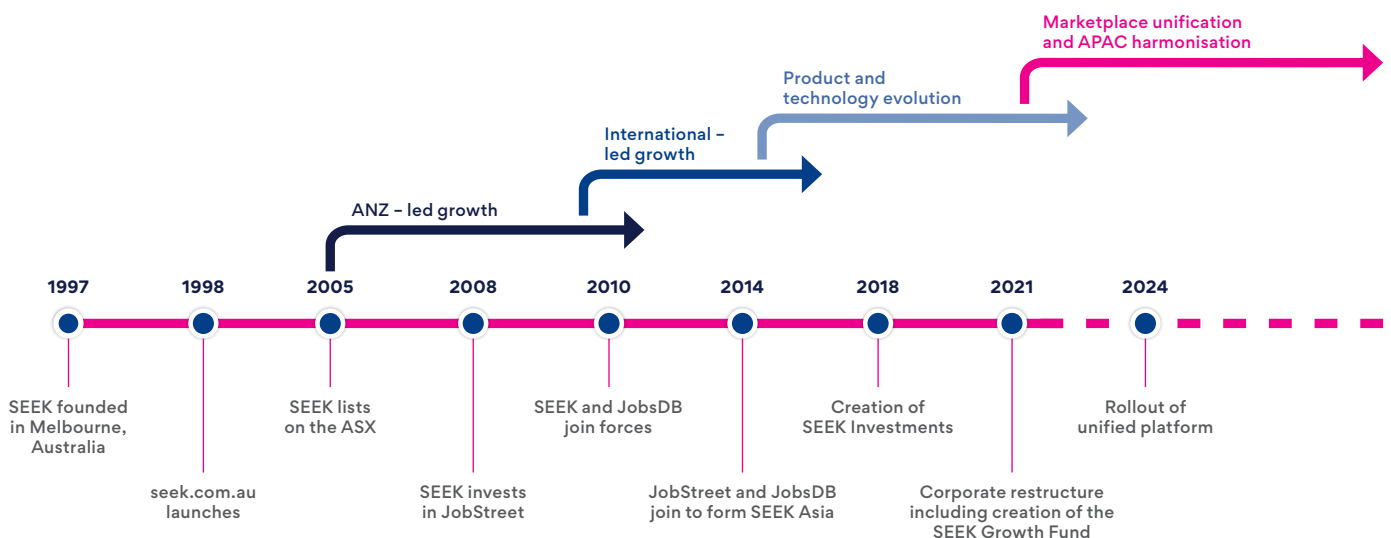 Marketplace unification
and APAC harmonisation
Product and
technology evolution
International –
led growth
ANZ – led growth
1997
1998
2005
2008
2010
2014
2018
2021
2024
SEEK founded
in Melbourne,
Australia
seek.com.au
launches
SEEK lists
on the ASX
SEEK invests
in JobStreet
SEEK and JobsDB
join forces
JobStreet and JobsDB
join to form SEEK Asia
Creation of
SEEK Investments
Corporate restructure
including creation of the
SEEK Growth Fund
Rollout of
unified platform